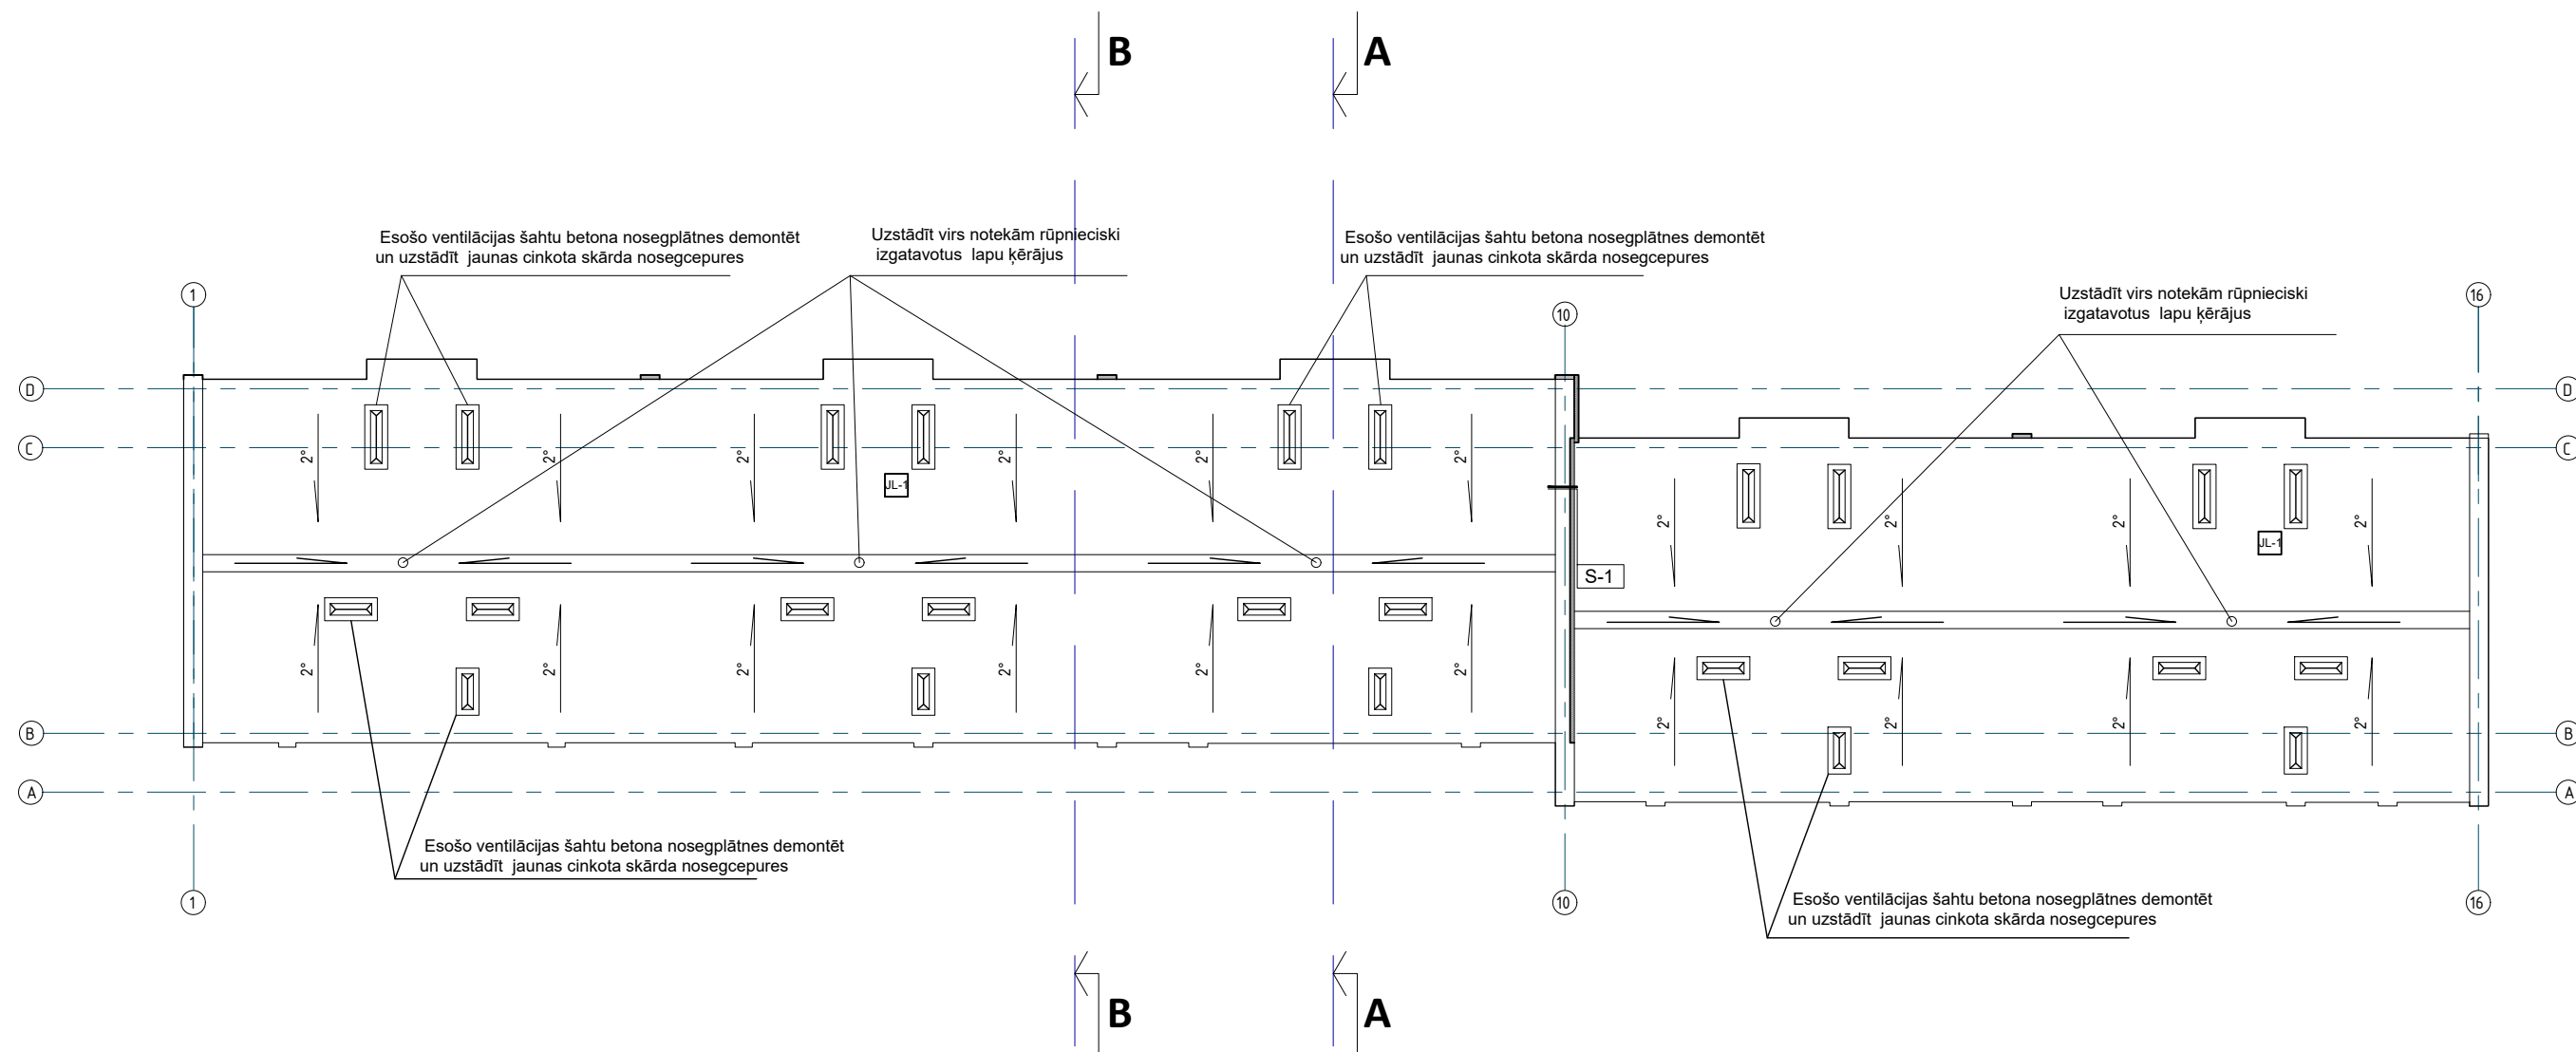 B
A
Esošo ventilācijas šahtu betona nosegplātnes demontēt
un uzstādīt jaunas cinkota skārda nosegcepures
Uzstādīt virs notekām rūpnieciski
izgatavotus lapu ķērājus
Esošo ventilācijas šahtu betona nosegplātnes demontēt
un uzstādīt jaunas cinkota skārda nosegcepures
Uzstādīt virs notekām rūpnieciski
izgatavotus lapu ķērājus
1
10
16
D
D
C
C
2°
2°
2°
2°
2°
2°
JL-1
2°
2°
2°
2°
JL-1
S-1
2°
2°
2°
2°
2°
2°
2°
2°
2°
2°
B
B
A
A
Esošo ventilācijas šahtu betona nosegplātnes demontēt
un uzstādīt jaunas cinkota skārda nosegcepures
Esošo ventilācijas šahtu betona nosegplātnes demontēt
un uzstādīt jaunas cinkota skārda nosegcepures
1
10
16
B
A